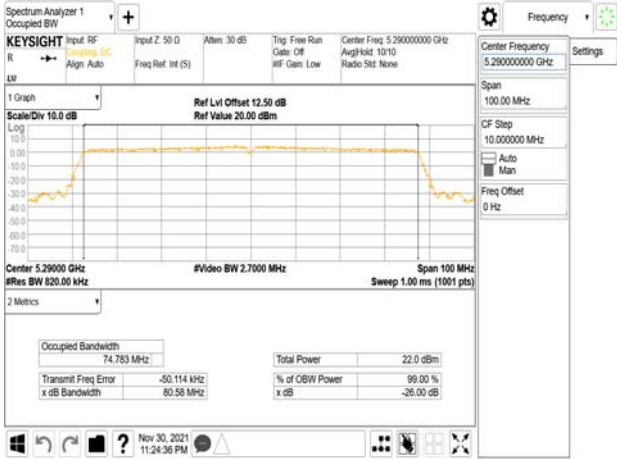 Spectrum Analyzer 1
Occupied BW
+
Frequency
KEYSIGHT Input: RF Input Z: 50 Ω Atten: 30 dB Trig: Free Run Center Freq: 5.290000000 GHz
R Coupling: DC Gate: Off Avg|Hold: 10/10
Align: Auto Freq Ref: Int (S) #IF Gain: Low Radio Std: None
LXI
Center Frequency
5.290000000 GHz
Settings
Span
100.00 MHz
CF Step
10.000000 MHz
Auto
Man
Freq Offset
0 Hz
1 Graph
Ref Lvl Offset 12.50 dB
Scale/Div 10.0 dB Ref Value 20.00 dBm
Log
10.0
0.00
-10.0
-20.0
-30.0
-40.0
-50.0
-60.0
-70.0
Center 5.29000 GHz #Video BW 2.7000 MHz Span 100 MHz
#Res BW 820.00 kHz Sweep 1.00 ms (1001 pts)
2 Metrics
Occupied Bandwidth
74.783 MHz Total Power 22.0 dBm
Transmit Freq Error -50.114 kHz % of OBW Power 99.00 %
x dB Bandwidth 80.58 MHz x dB -26.00 dB
? Nov 30, 2021
11:24:36 PM